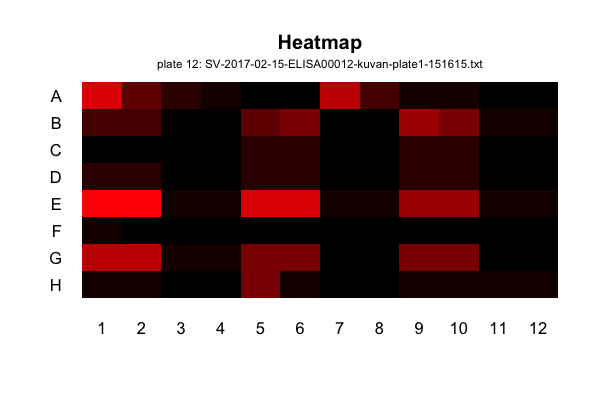 Heatmap
plate 12: SV-2017-02-15-ELISA00012-kuvan-plate1-151615.txt
A
B
C
D
E
F
G
H
1 2 3 4 5 6 7 8 9 10 11 12